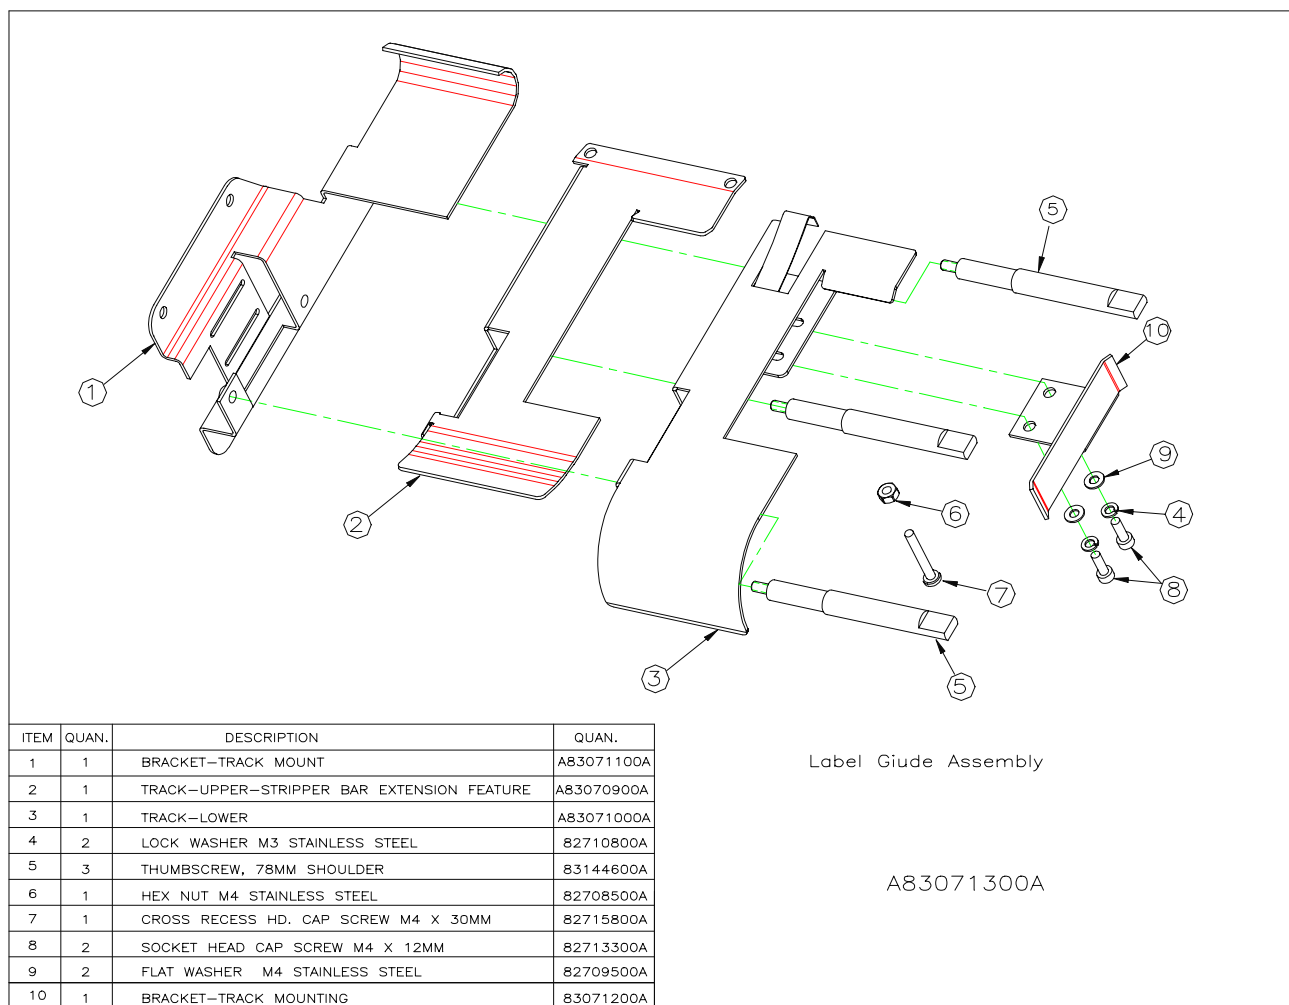 5
10
1
9
2
6
4
7
8
3
5
ITEM QUAN. DESCRIPTION QUAN.
1 1 BRACKET-TRACK MOUNT A83071100A
2 1 TRACK-UPPER-STRIPPER BAR EXTENSION FEATURE A83070900A
3 1 TRACK-LOWER A83071000A
4 2 LOCK WASHER M3 STAINLESS STEEL 82710800A
5 3 THUMBSCREW, 78MM SHOULDER 83144600A
6 1 HEX NUT M4 STAINLESS STEEL 82708500A
7 1 CROSS RECESS HD. CAP SCREW M4 X 30MM 82715800A
8 2 SOCKET HEAD CAP SCREW M4 X 12MM 82713300A
9 2 FLAT WASHER M4 STAINLESS STEEL 82709500A
10 1 BRACKET-TRACK MOUNTING 83071200A
Label Giude Assembly
A83071300A